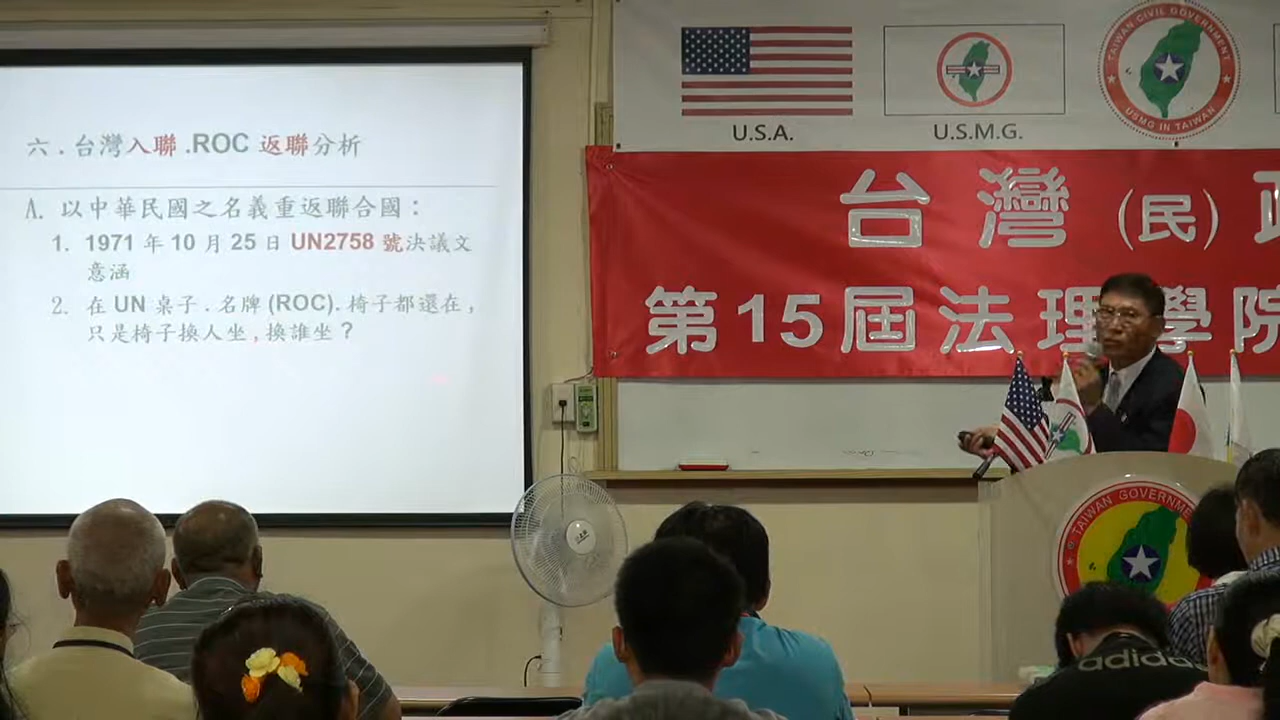 六 . 台灣入聯 .ROC 返聯分析
A. 以中華民國之名義重返聯合國：
1. 1971 年 10 月 25 日 UN2758 號決議文
意涵
2. 在 UN 桌子 . 名牌 (ROC). 椅子都還在 ,
只是椅子換人坐 , 換誰坐 ?
U.S.A.
U.S.M.G.
TAIWAN CIVIL GOVERNMENT
USMG IN TAIWAN
台灣 (民)
第15屆法理學院
TAIWAN GOVERNME
adidas